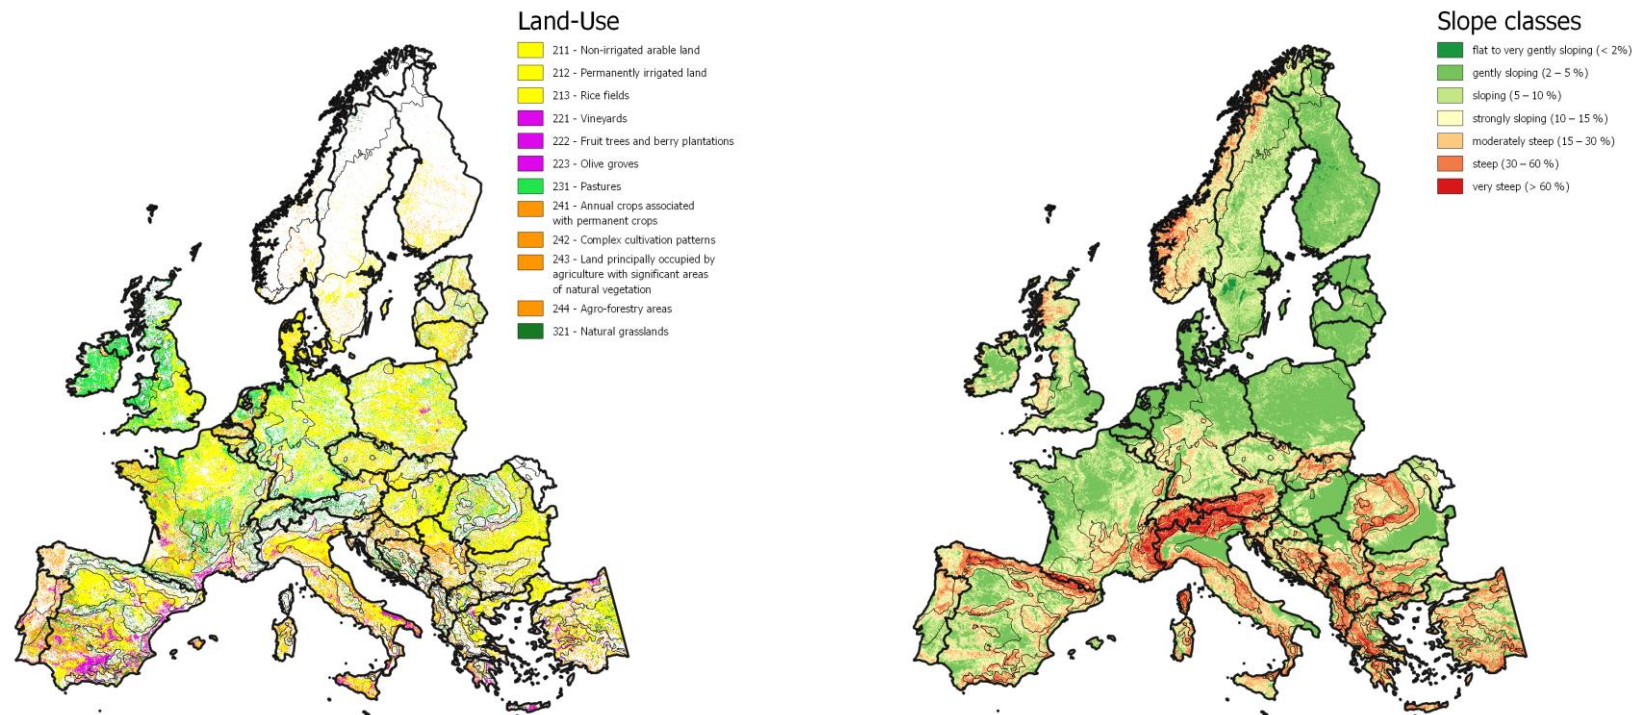 Land-Use
211 - Non-irrigated arable land
212 - Permanently irrigated land
213 - Rice fields
221 - Vineyards
222 - Fruit trees and berry plantations
223 - Olive groves
231 - Pastures
241 - Annual crops associated
with permanent crops
242 - Complex cultivation patterns
243 - Land principally occupied by
agriculture with significant areas
of natural vegetation
244 - Agro-forestry areas
321 - Natural grasslands
Slope classes
flat to very gently sloping (< 2%)
gently sloping (2 – 5 %)
sloping (5 – 10 %)
strongly sloping (10 – 15 %)
moderately steep (15 – 30 %)
steep (30 – 60 %)
very steep (> 60 %)